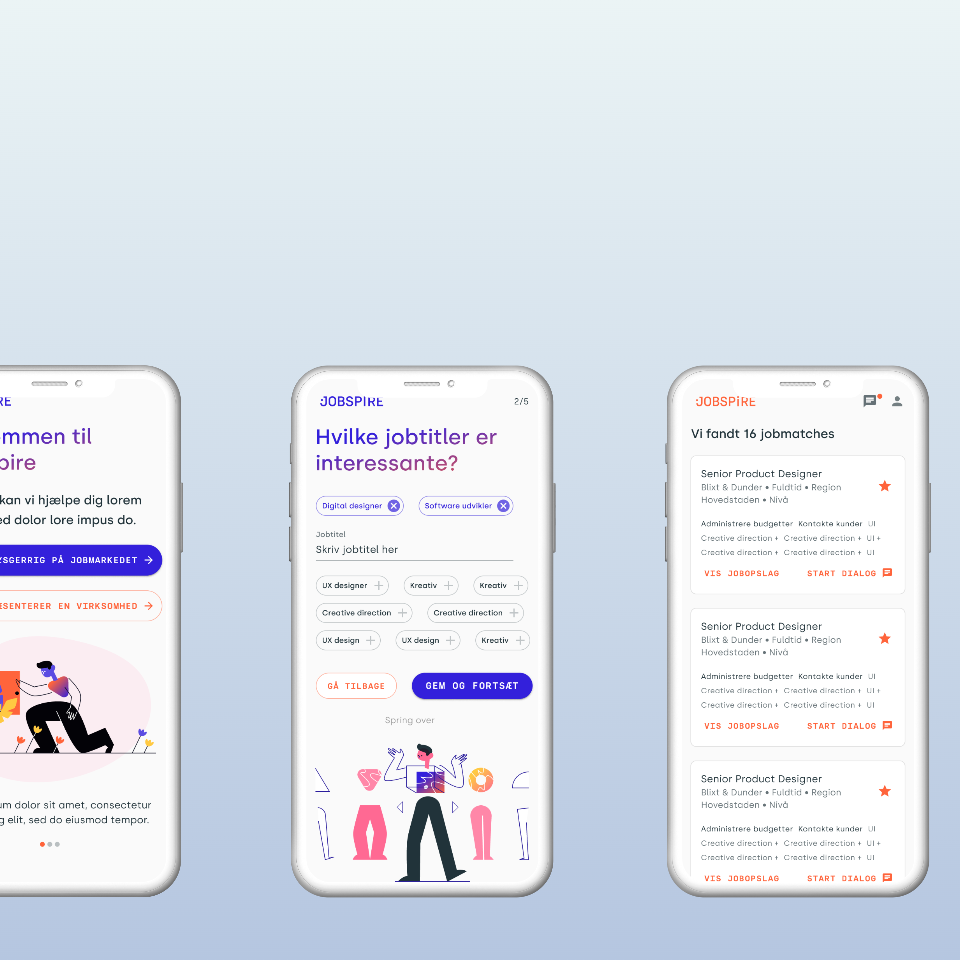 RE
mmen til
pire
kan vi hjælpe dig lorem
ed dolor lore impus do.
SGERRIG PÅ JOBMARKEDET →
SENTERER EN VIRKSOMHED →
um dolor sit amet, consectetur
g elit, sed do eiusmod tempor.
JOBSPIRE
2/5
Hvilke jobtitler er
interessante?
Digital designer
Software udvikler
Jobtitel
Skriv jobtitel her
UX designer +
Kreativ +
Kreativ +
Creative direction +
Creative direction +
UX design +
UX design +
Kreativ +
GÅ TILBAGE
GEM OG FORTSÆT
Spring over
JOBSPiRE
Vi fandt 16 jobmatches
Senior Product Designer
Blixt & Dunder • Fuldtid • Region
Hovedstaden • Nivå
Administrere budgetter Kontakte kunder UI
Creative direction + Creative direction + UI +
Creative direction + Creative direction + UI
VIS JOBOPSLAG START DIALOG
Senior Product Designer
Blixt & Dunder • Fuldtid • Region
Hovedstaden • Nivå
Administrere budgetter Kontakte kunder UI
Creative direction + Creative direction + UI +
Creative direction + Creative direction + UI
VIS JOBOPSLAG START DIALOG
Senior Product Designer
Blixt & Dunder • Fuldtid • Region
Hovedstaden • Nivå
Administrere budgetter Kontakte kunder UI
Creative direction + Creative direction + UI +
Creative direction + Creative direction + UI
VIS JOBOPSLAG START DIALOG